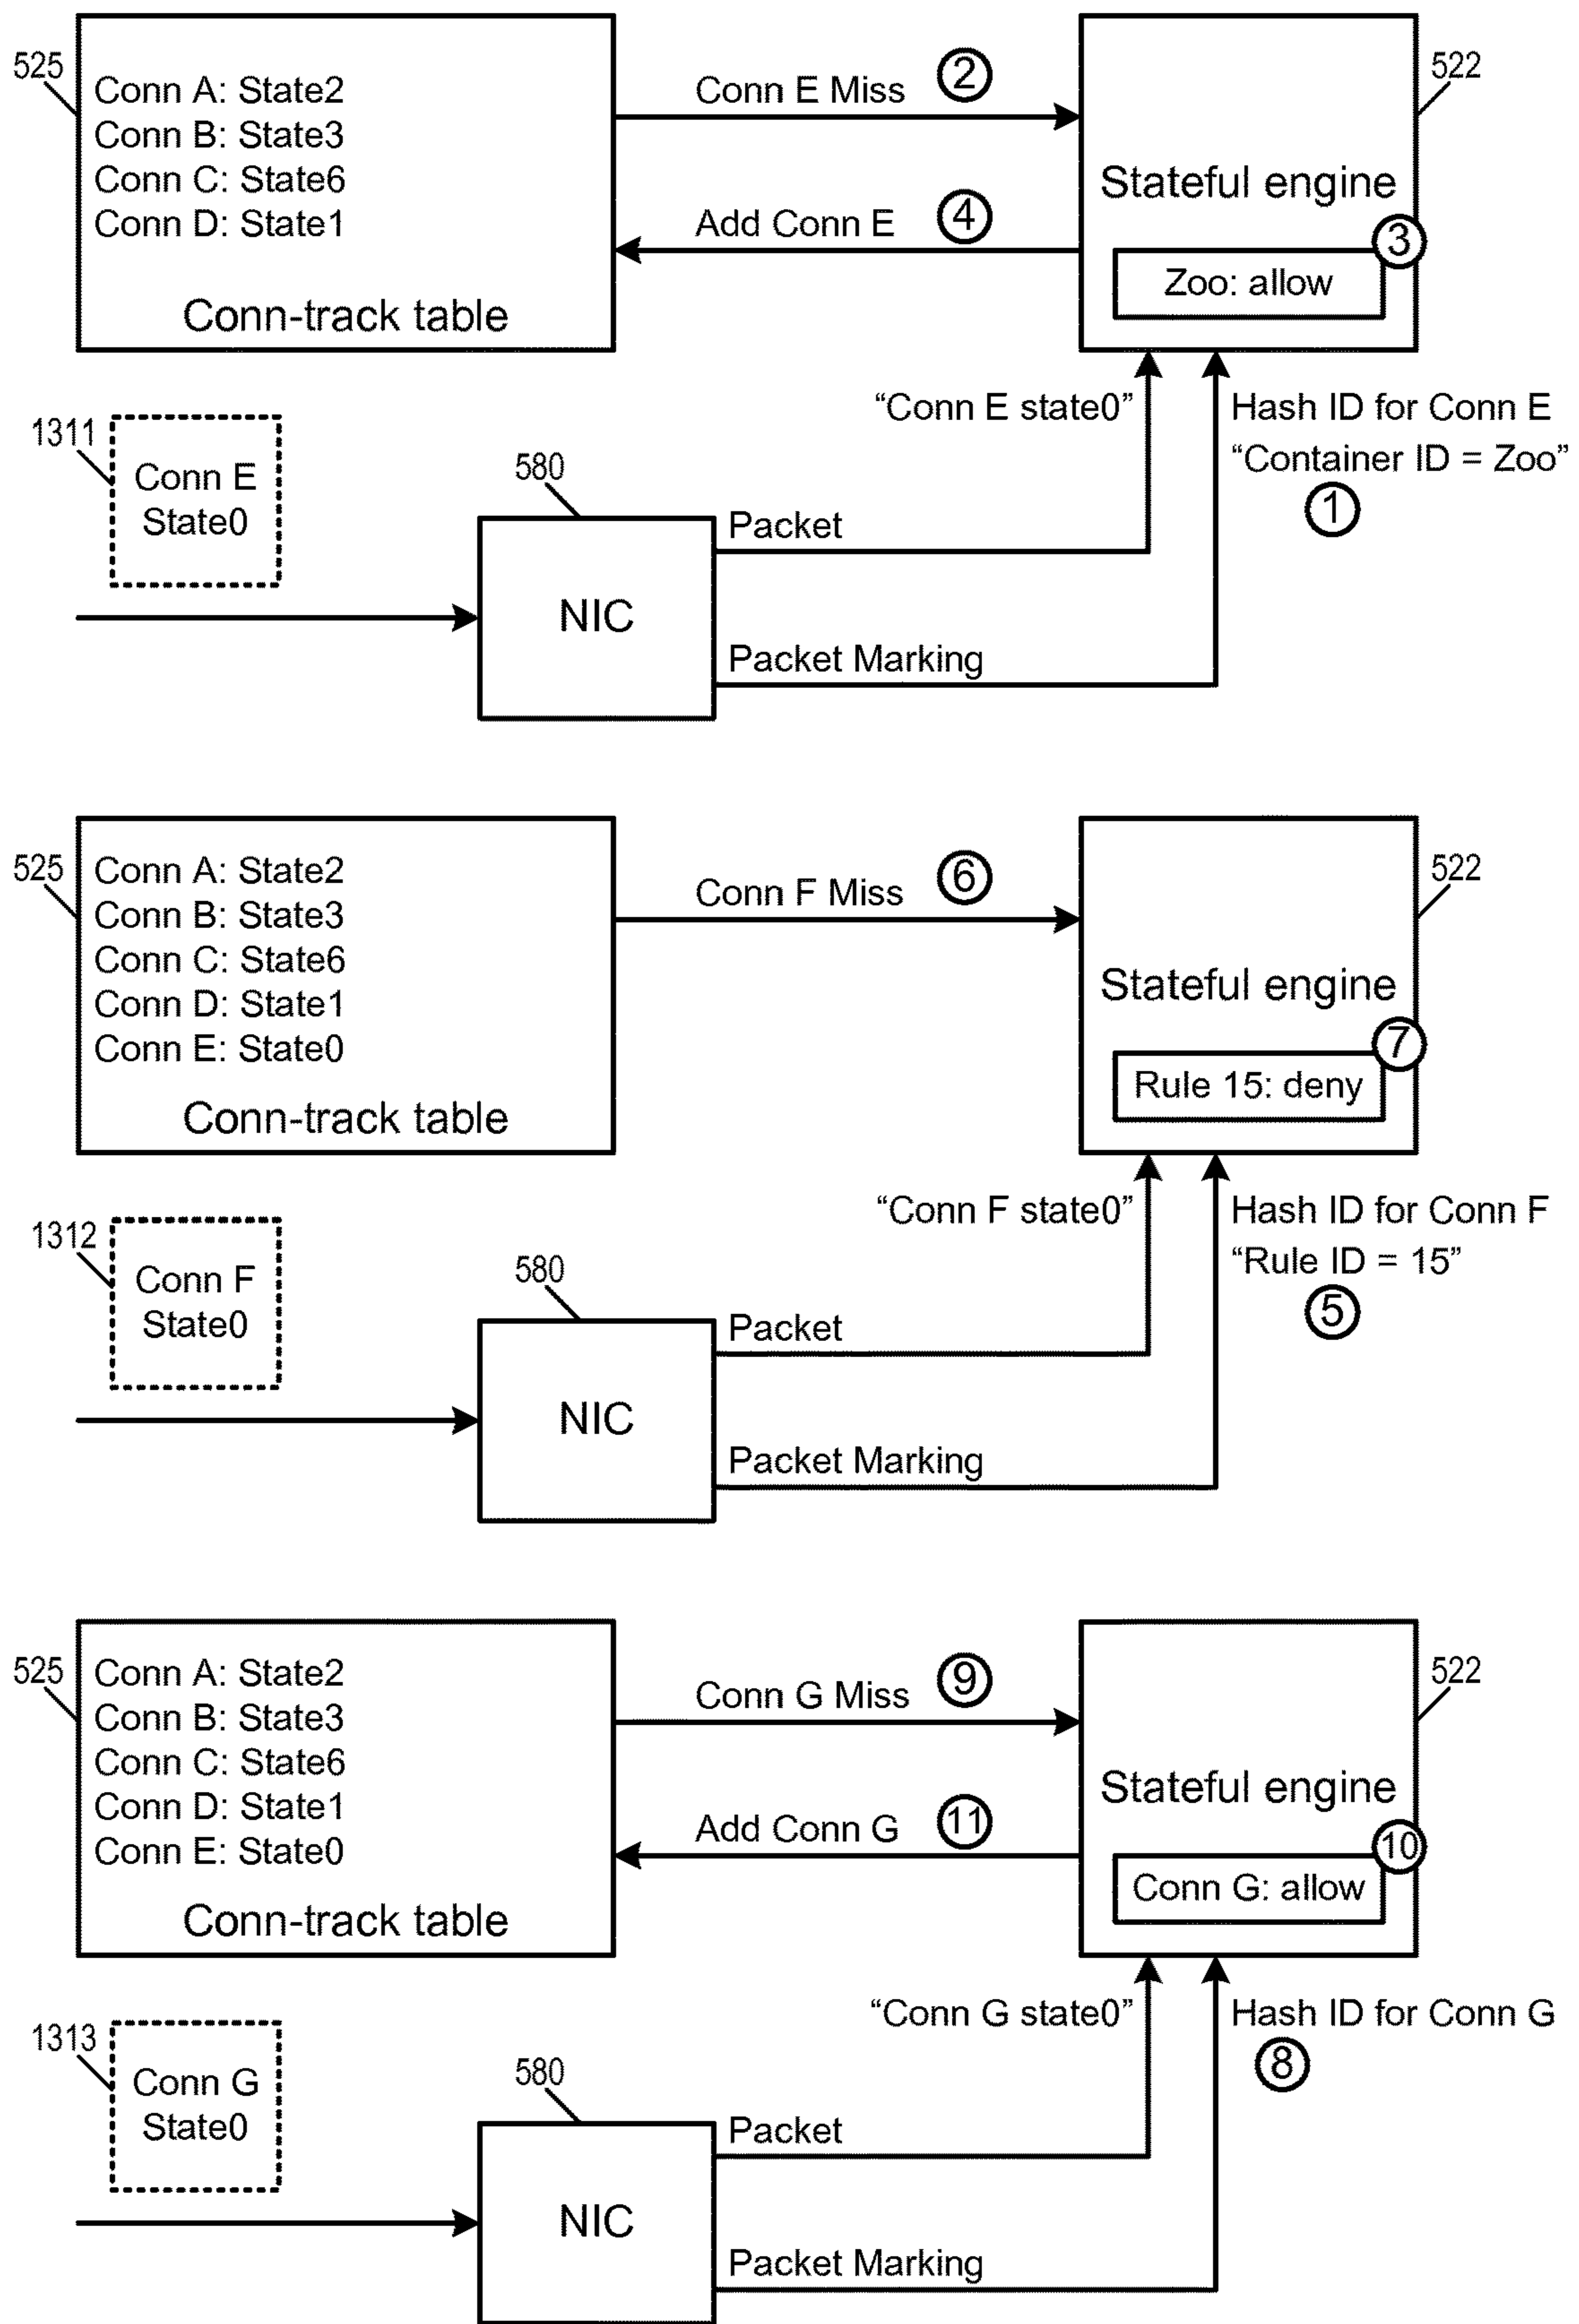 525
Conn A: State2
Conn B: State3
Conn C: State6
Conn D: State1
Conn-track table
Conn E Miss
2
Add Conn E
4
522
Stateful engine
3
Zoo: allow
1311
Conn E
State0
580
NIC
Packet
Packet Marking
“Conn E state0”
Hash ID for Conn E
“Container ID = Zoo”
1
525
Conn A: State2
Conn B: State3
Conn C: State6
Conn D: State1
Conn E: State0
Conn-track table
Conn F Miss
6
522
Stateful engine
7
Rule 15: deny
1312
Conn F
State0
580
NIC
Packet
Packet Marking
“Conn F state0”
Hash ID for Conn F
“Rule ID = 15”
5
525
Conn A: State2
Conn B: State3
Conn C: State6
Conn D: State1
Conn E: State0
Conn-track table
Conn G Miss
9
Add Conn G
11
522
Stateful engine
10
Conn G: allow
1313
Conn G
State0
580
NIC
Packet
Packet Marking
“Conn G state0”
Hash ID for Conn G
8